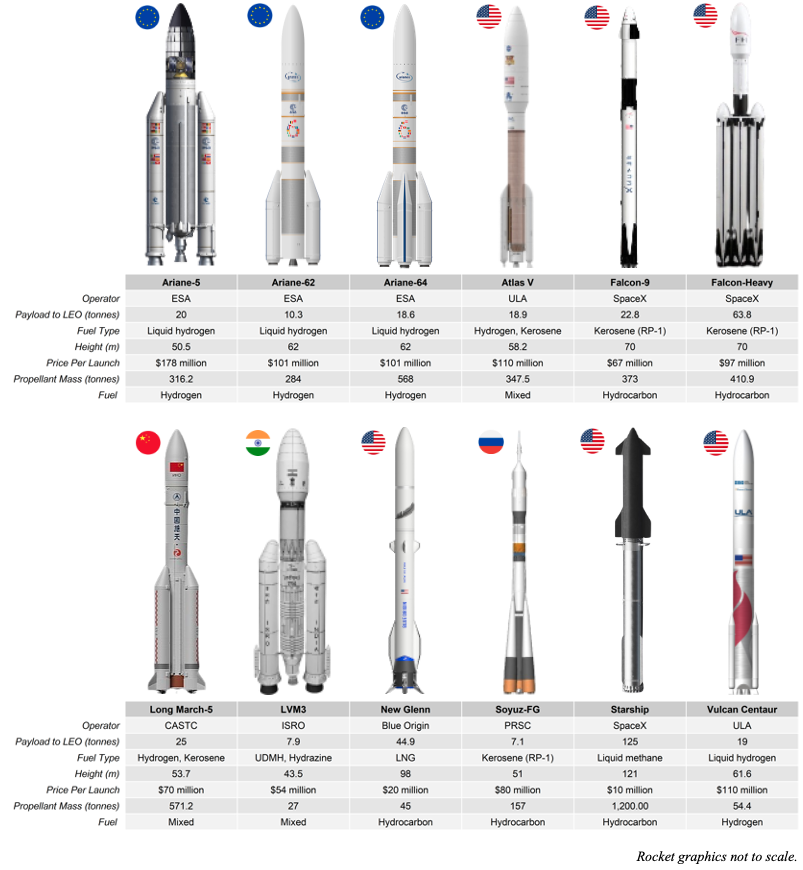 Ariane-5 Ariane-62 Ariane-64 Atlas V Falcon-9 Falcon-Heavy
Operator ESA ESA ESA ULA SpaceX SpaceX
Payload to LEO (tonnes) 20 10.3 18.6 18.9 22.8 63.8
Fuel Type Liquid hydrogen Liquid hydrogen Liquid hydrogen Hydrogen, Kerosene Kerosene (RP-1) Kerosene (RP-1)
Height (m) 50.5 62 62 58.2 70 70
Price Per Launch $178 million $101 million $101 million $110 million $67 million $97 million
Propellant Mass (tonnes) 316.2 284 568 347.5 373 410.9
Fuel Hydrogen Hydrogen Hydrogen Mixed Hydrocarbon Hydrocarbon
中国航天
ISRO
INDIA
ULA
Long March-5 LVM3 New Glenn Soyuz-FG Starship Vulcan Centaur
Operator CASTC ISRO Blue Origin PRSC SpaceX ULA
Payload to LEO (tonnes) 25 7.9 44.9 7.1 125 19
Fuel Type Hydrogen, Kerosene UDMH, Hydrazine LNG Kerosene (RP-1) Liquid methane Liquid hydrogen
Height (m) 53.7 43.5 98 51 121 61.6
Price Per Launch $70 million $54 million $20 million $80 million $10 million $110 million
Propellant Mass (tonnes) 571.2 27 45 157 1,200.00 54.4
Fuel Mixed Mixed Hydrocarbon Hydrocarbon Hydrocarbon Hydrogen
Rocket graphics not to scale.